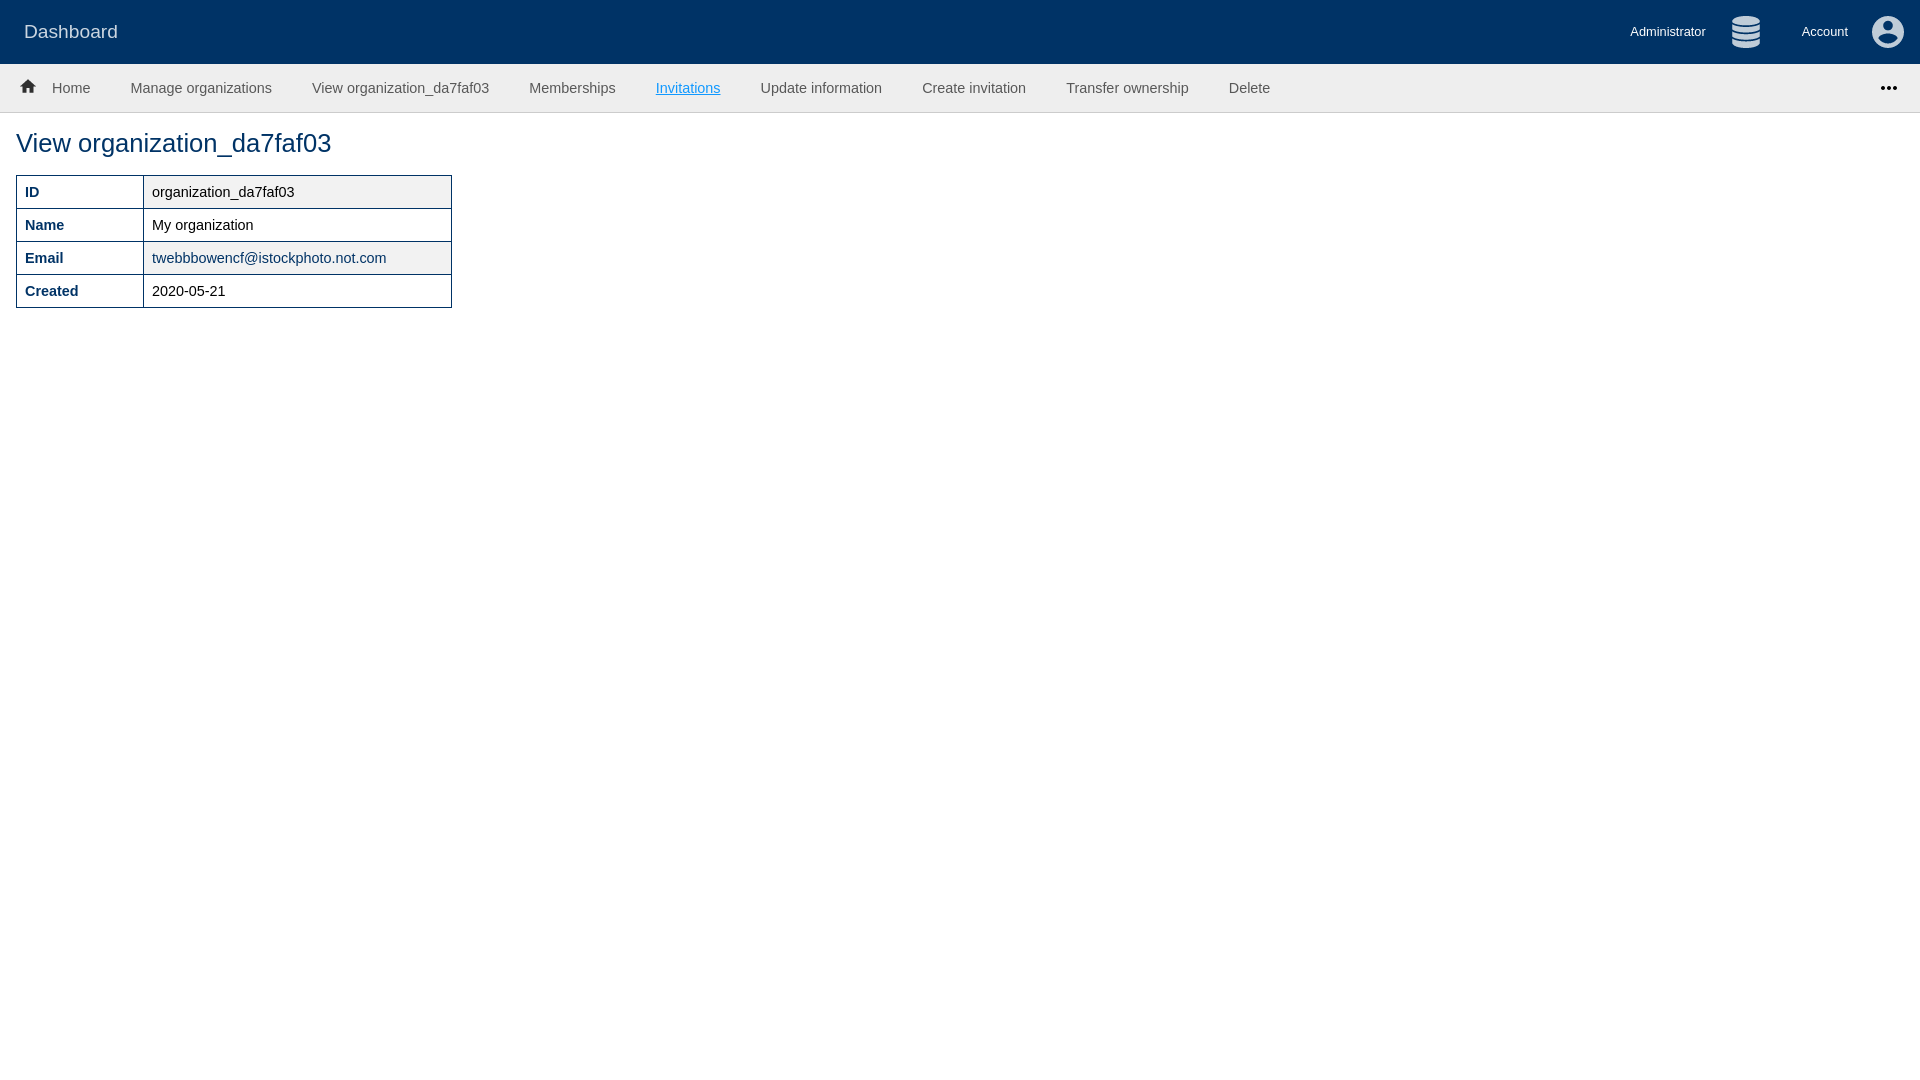 Dashboard
Administrator
Account
Home
Manage organizations
View organization_da7faf03
Memberships
Invitations
Update information
Create invitation
Transfer ownership
Delete
View organization_da7faf03
ID organization_da7faf03
Name My organization
Email twebbbowencf@istockphoto.not.com
Created 2020-05-21